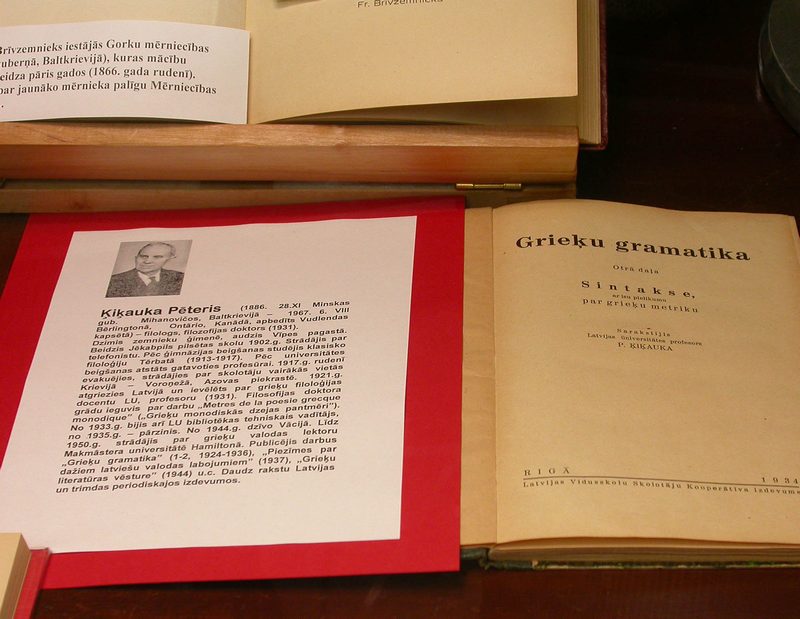 Fr. Brīvzemnieka
Brīvzemnieks iestājās Gorku mērniecības
guberņā, Baltkrievijā), kuras mācību
beidza pāris gados (1866. gada rudenī).
par jaunāko mērnieka palīgu Mērniecības
.
Ķiķauka Pēteris (1886. 28.XI Minskas
gub. Mihanovičos, Baltkrievijā – 1967. 6. VIII
Bērlingtonā, Ontārio, Kanādā, apbedīts Vudlendas
kapsētā) – filologs, filozofijas doktors (1931).
Dzimis zemnieku ģimenē, audzis Vīpes pagastā.
Beidzis Jēkabpils pilsētas skolu 1902.g. Strādājis par
telefonistu. Pēc ģimnāzijas beigšanas studējis klasisko
filoloģiju Tērbatā (1913-1917). Pēc universitātes
beigšanas atstāts gatavoties profesūrai. 1917.g. rudenī
evakuējies, strādājies par skolotāju vairākās vietās
Krievijā – Voroņežā, Azovas piekrastē. 1921.g.
atgriezies Latvijā un ievēlēts par grieķu filoloģijas
docentu LU, profesoru (1931). Filosofijas doktora
grādu ieguvis par darbu „Metres de la poesie grecque
monodique" („Grieķu monodiskās dzejas pantmēri").
No 1933.g. bijis arī LU bibliotēkas tehniskais vadītājs,
no 1935.g. – pārzinis. No 1944.g. dzīvo Vācijā. Līdz
1950.g. strādājis par grieķu valodas lektoru
Makmāstera universitātē Hamiltonā. Publicējis darbus
„Grieķu gramatika" (1-2, 1924-1936), „Piezīmes par
dažiem latviešu valodas labojumiem" (1937), „Grieķu
literatūras vēsture" (1944) u.c. Daudz rakstu Latvijas
un trimdas periodiskajos izdevumos.
Grieķu gramatika
Otrā daļa
Sintakse,
ar īsu pielikumu
par grieķu metriku
Sarakstījis
Latvijas ūniversitātes profesors
P. ĶIĶAUKA
RIGĀ 1934
Latvijas Vidusskolu Skolotāju Kooperatīva izdevums